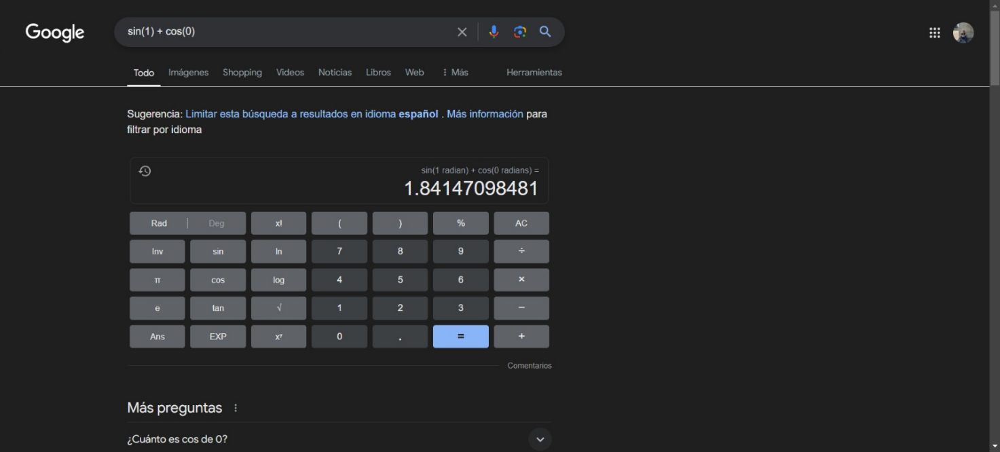 Google
sin(1) + cos(0)
Todo Imágenes Shopping Videos Noticias Libros Web Más Herramientas
Sugerencia: Limitar esta búsqueda a resultados en idioma español . Más información para
filtrar por idioma
sin(1 radian) + cos(0 radians) =
1.84147098481
Rad | Deg x! ( ) % AC
Inv sin ln 7 8 9 ÷
π cos log 4 5 6 ×
e tan √ 1 2 3 −
Ans EXP xʸ 0 . = +
Comentarios
Más preguntas
¿Cuánto es cos de 0?